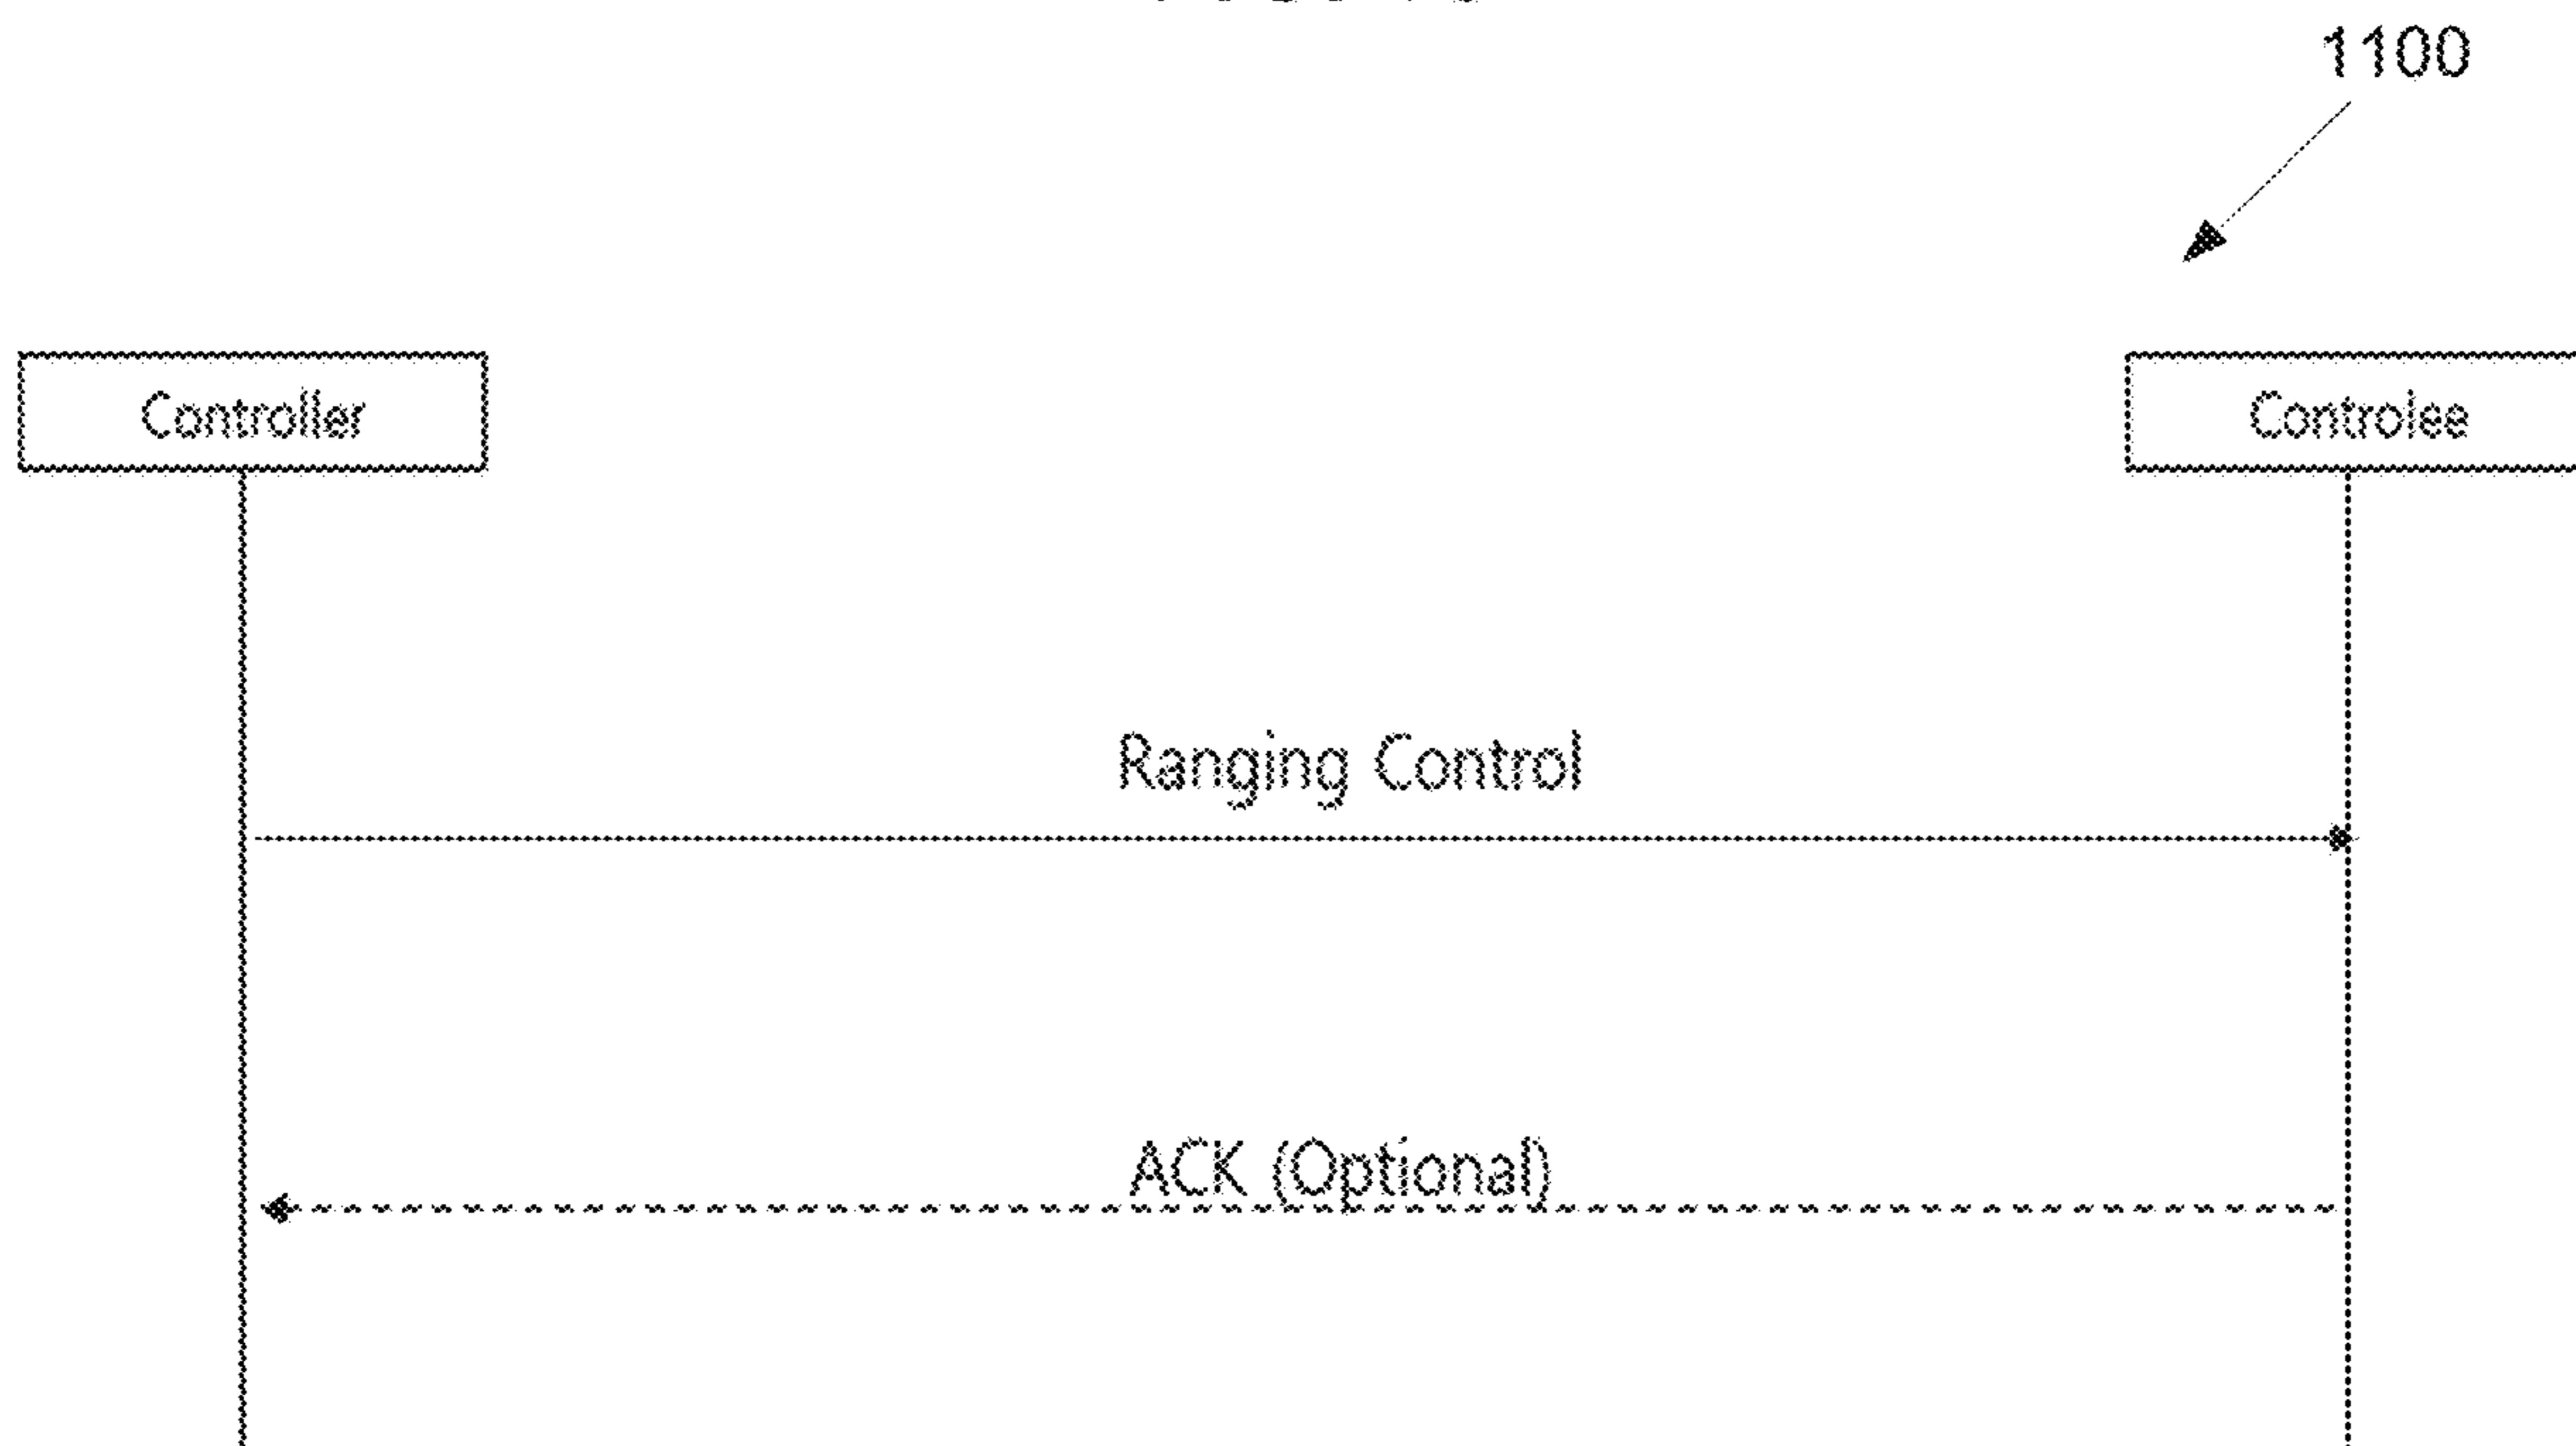 1100
Controller
Controlee
Ranging Control
ACK (Optional)